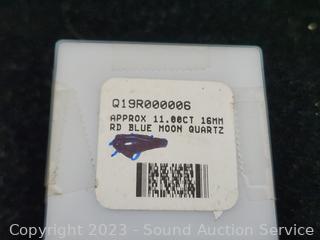 Q19R000006
APPROX 11.00CT 16MM
RD BLUE MOON QUARTZ
Copyright 2023 - Sound Auction Service